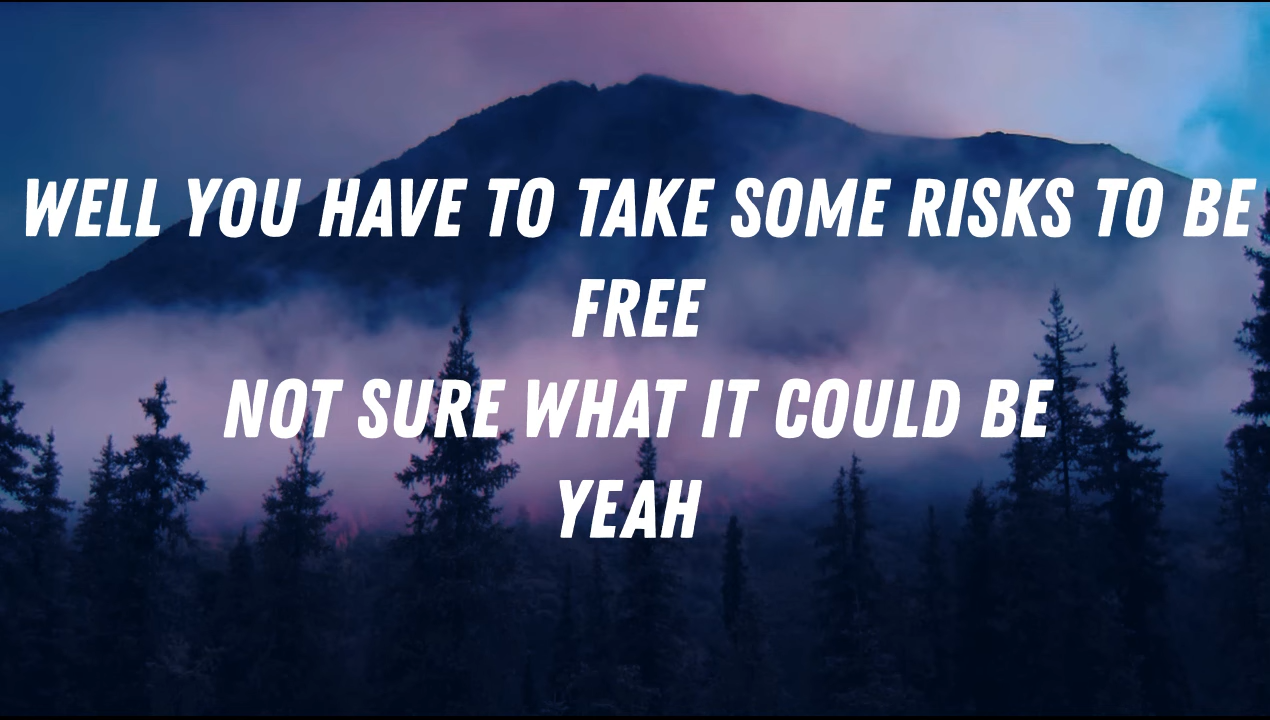 WELL YOU HAVE TO TAKE SOME RISKS TO BE
FREE
NOT SURE WHAT IT COULD BE
YEAH